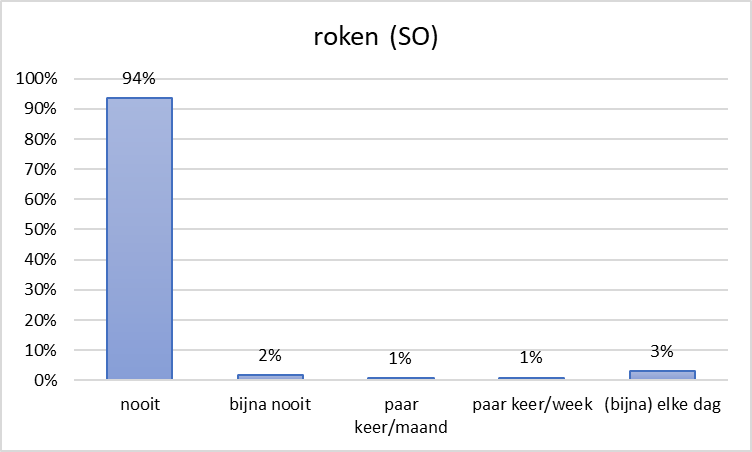 roken (SO)
100%
90%
80%
70%
60%
50%
40%
30%
20%
10%
0%
94%
2%
1%
1%
3%
nooit
bijna nooit
paar
keer/maand
paar keer/week
(bijna) elke dag